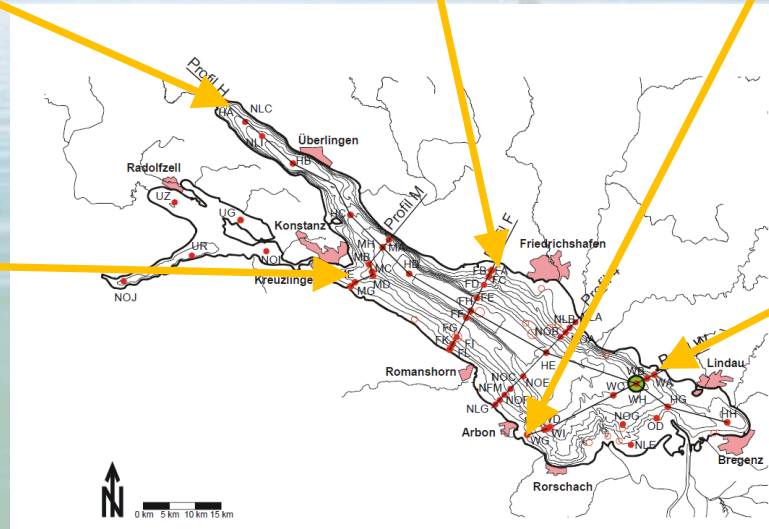 Profil H
HA
NLC
NLI
Überlingen
HB
Radolfzell
UZ
UG
HC
Profil M
Konstanz
UR
NOI
MH
MA
MB
MC
HD
MD
MG
Kreuzlingen
NOJ
FB
FA
FC
FD
FE
FH
FF
Friedrichshafen
NLB
NOB
FG
FK
FI
FL
HE
Romanshorn
NOC
NOE
NFM
NLG
WB
WA
WC
WH
Lindau
HG
HH
Arbon
WG
WI
NOG
OD
NLE
Bregenz
Rorschach
N
0 km 5 km 10 km 15 km